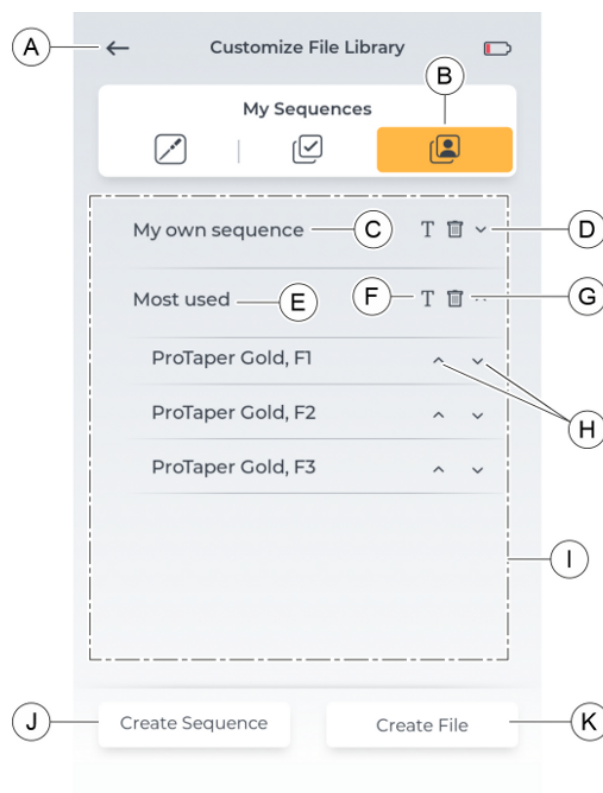 A Customize File Library
B
My Sequences
My own sequence C T D
Most used E F T G
ProTaper Gold, F1
ProTaper Gold, F2
H
ProTaper Gold, F3
I
J Create Sequence Create File K